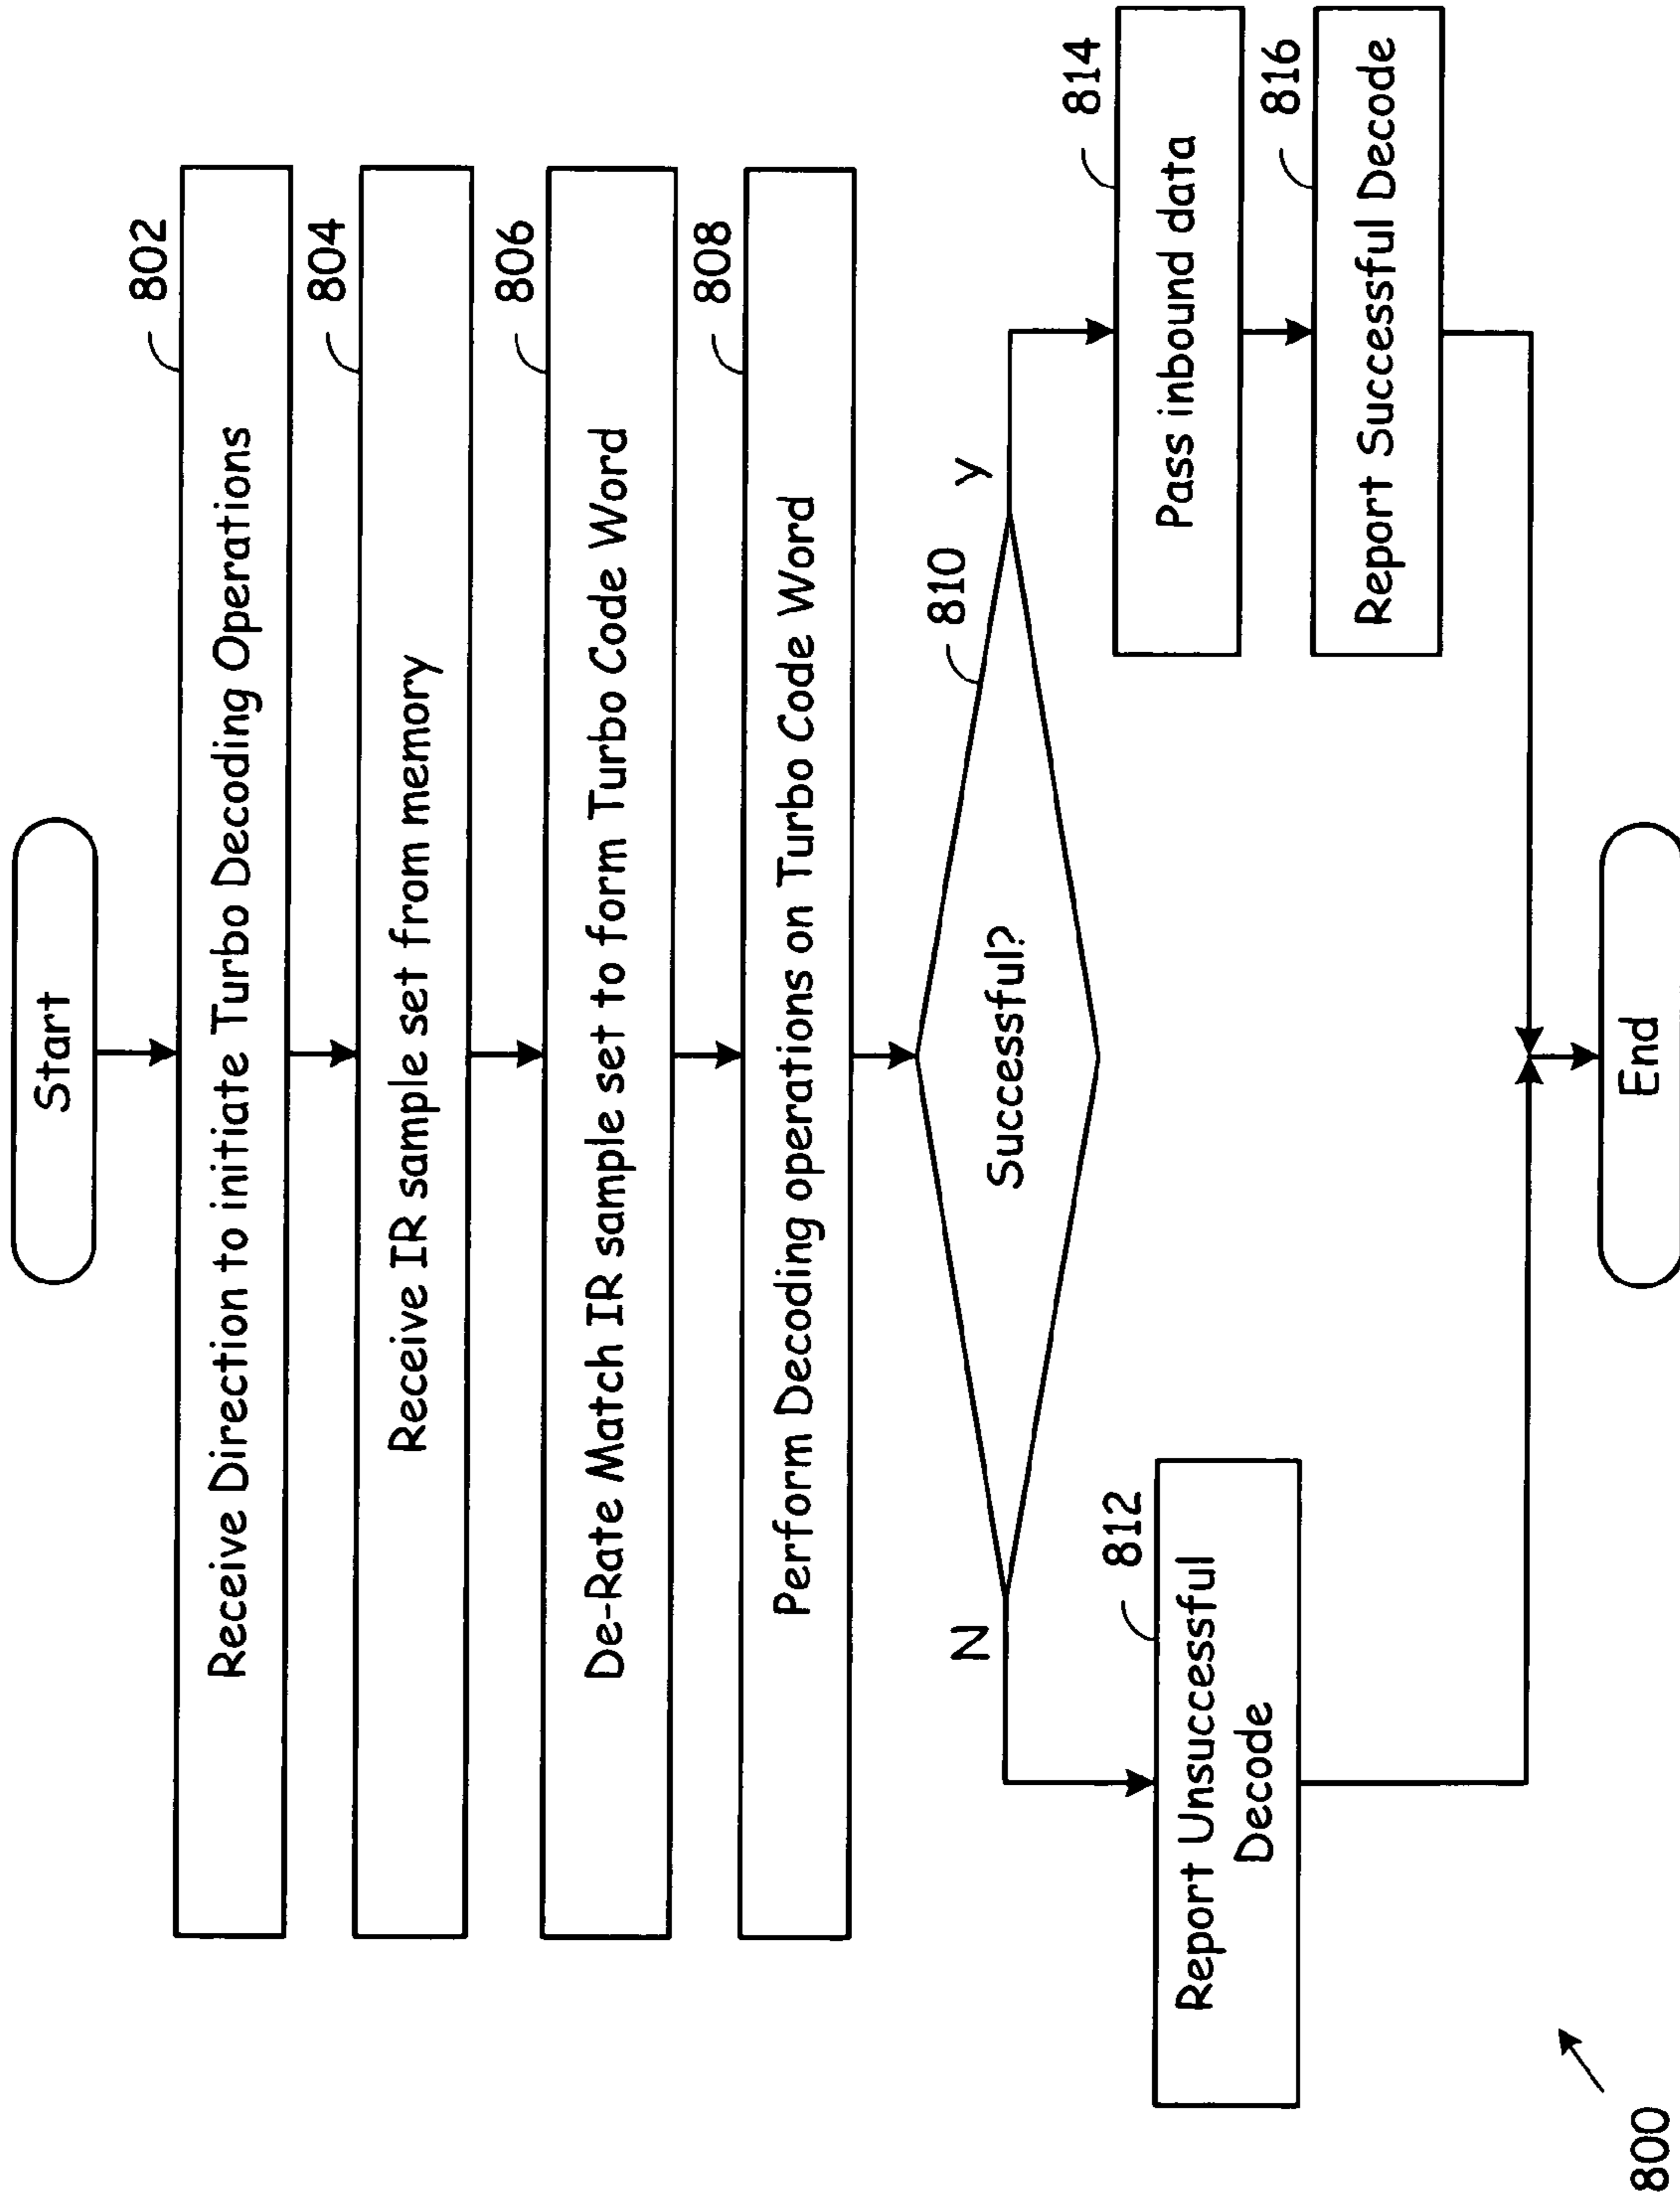 Start
802
Receive Direction to initiate Turbo Decoding Operations
804
Receive IR sample set from memory
806
De-Rate Match IR sample set to form Turbo Code Word
808
Perform Decoding operations on Turbo Code Word
810
Successful?
N
Y
812
Report Unsuccessful
Decode
814
Pass inbound data
816
Report Successful Decode
End
800